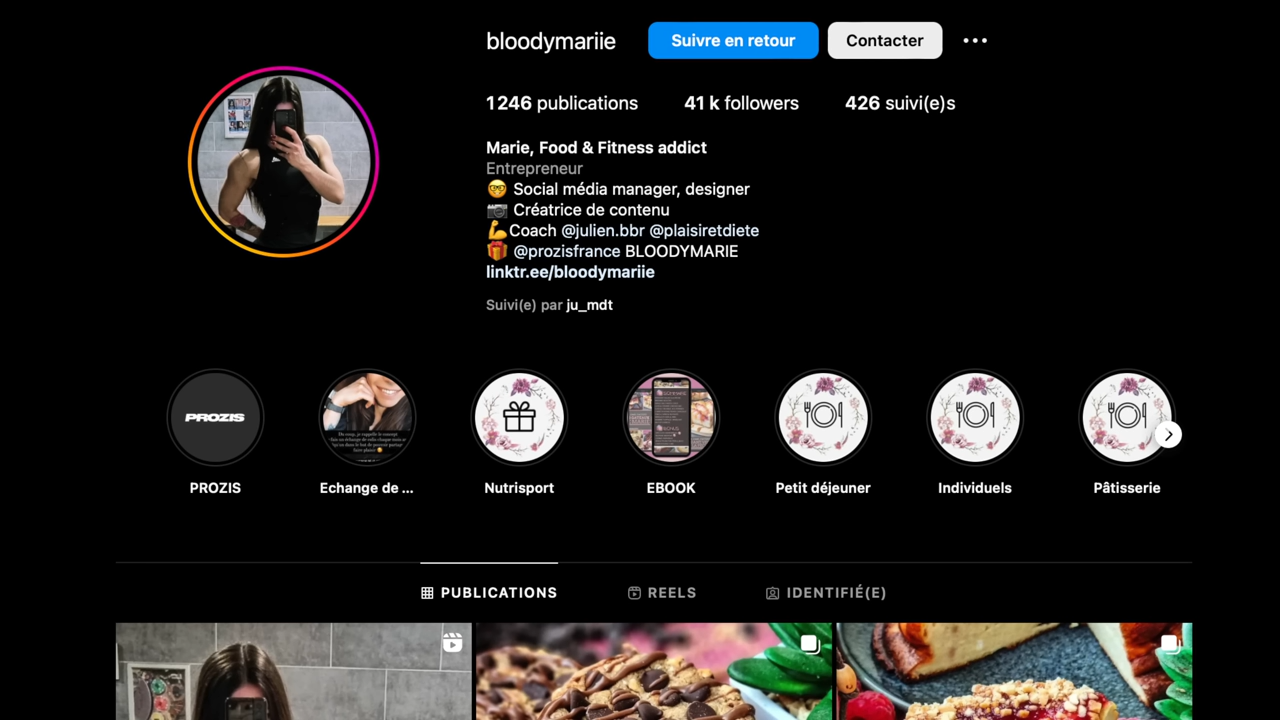 bloodymariie
Suivre en retour
Contacter
1 246 publications
41 k followers
426 suivi(e)s
Marie, Food & Fitness addict
Entrepreneur
🤓 Social média manager, designer
📷 Créatrice de contenu
💪Coach @julien.bbr @plaisiretdiete
🎁 @prozisfrance BLOODYMARIE
linktr.ee/bloodymariie
Suivi(e) par ju_mdt
PROZIS
PROZIS
Echange de ...
Nutrisport
EBOOK
Petit déjeuner
Individuels
Pâtisserie
PUBLICATIONS
REELS
IDENTIFIÉ(E)